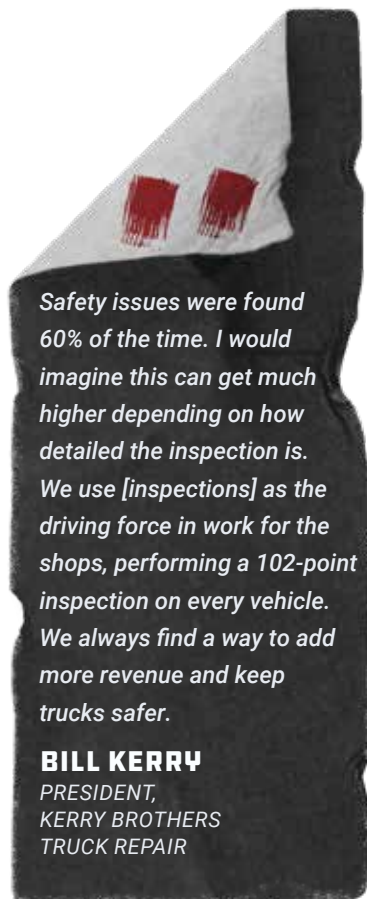 Safety issues were found
60% of the time. I would
imagine this can get much
higher depending on how
detailed the inspection is.
We use [inspections] as the
driving force in work for the
shops, performing a 102-point
inspection on every vehicle.
We always find a way to add
more revenue and keep
trucks safer.
BILL KERRY
PRESIDENT,
KERRY BROTHERS
TRUCK REPAIR